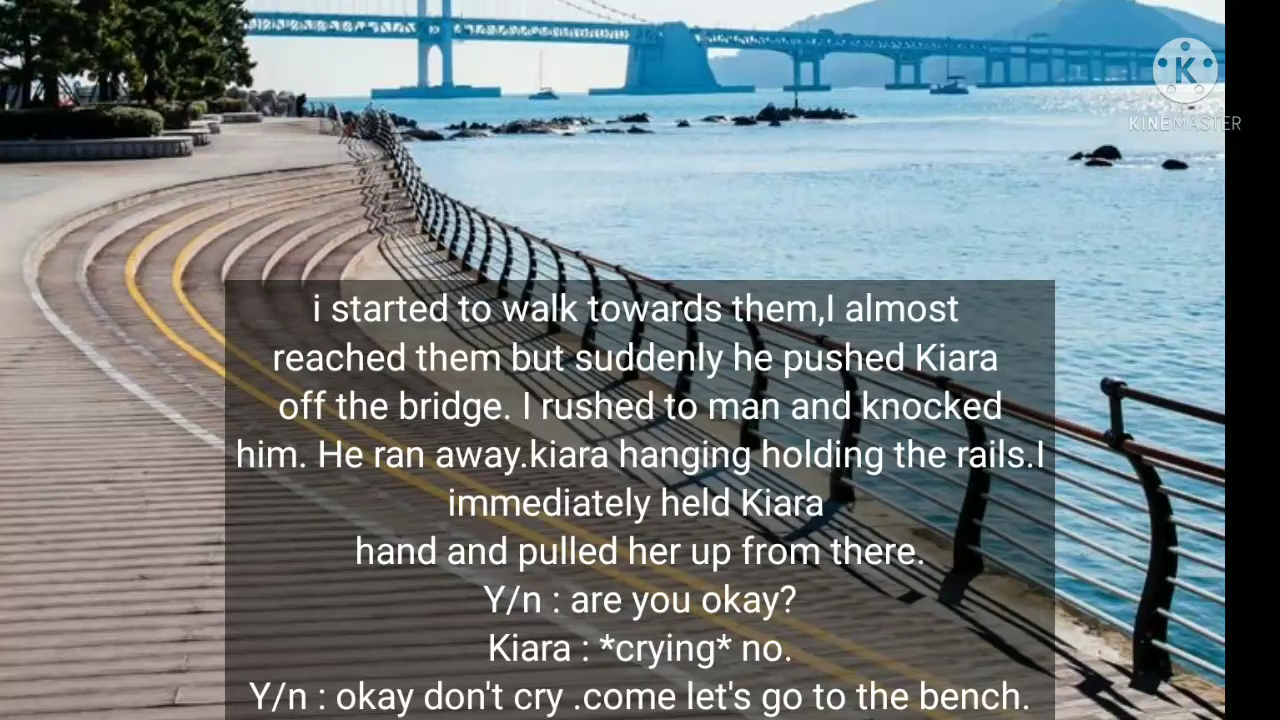 K
KINEMASTER
i started to walk towards them,I almost
reached them but suddenly he pushed Kiara
off the bridge. I rushed to man and knocked
him. He ran away.kiara hanging holding the rails.I
immediately held Kiara
hand and pulled her up from there.
Y/n : are you okay?
Kiara : *crying* no.
Y/n : okay don't cry .come let's go to the bench.